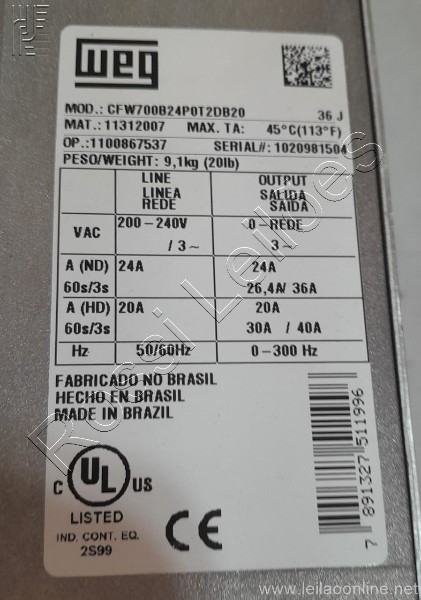 weg
MOD.: CFW700B24P0T2DB20 36 J
MAT.: 11312007 MAX. TA: 45°C(113°F)
OP.:1100867537 SERIAL#: 1020981504
PESO/WEIGHT: 9,1kg (20lb)
LINE OUTPUT
LINEA SALIDA
REDE SAÍDA
VAC 200-240V 0-REDE
/ 3~ 3~
A (ND) 24A 24A
60s/3s 26,4A/ 36A
A (HD) 20A 20A
60s/3s 30A / 40A
Hz 50/60Hz 0-300 Hz
FABRICADO NO BRASIL
HECHO EN BRASIL
MADE IN BRAZIL
C UL US
LISTED
IND. CONT. EQ.
2S99
CE
7 891327 511996
Rossi Leilões
www.leilaoonline.net